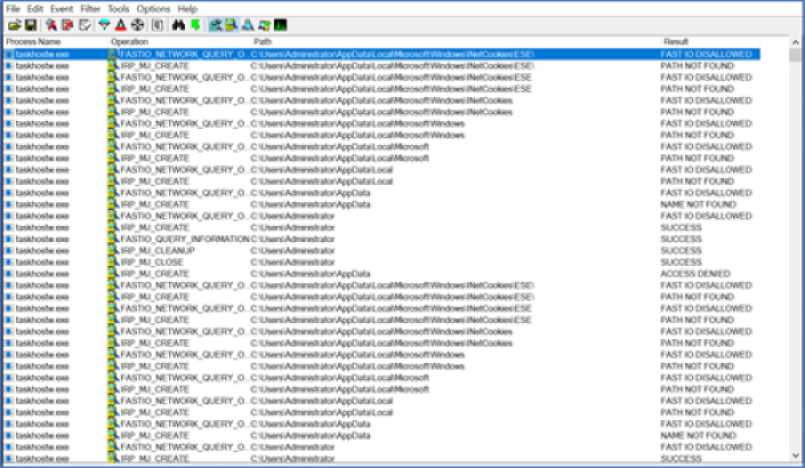 File Edit Event Filter Tools Options Help
Process Name Operation Path Result
taskhostw.exe FASTIO_NETWORK_QUERY_O... C:\Users\Administrator\AppData\Local\Microsoft\Windows\INetCookies\ESE\ FAST IO DISALLOWED
taskhostw.exe IRP_MJ_CREATE C:\Users\Administrator\AppData\Local\Microsoft\Windows\INetCookies\ESE\ PATH NOT FOUND
taskhostw.exe FASTIO_NETWORK_QUERY_O... C:\Users\Administrator\AppData\Local\Microsoft\Windows\INetCookies\ESE FAST IO DISALLOWED
taskhostw.exe IRP_MJ_CREATE C:\Users\Administrator\AppData\Local\Microsoft\Windows\INetCookies\ESE PATH NOT FOUND
taskhostw.exe FASTIO_NETWORK_QUERY_O... C:\Users\Administrator\AppData\Local\Microsoft\Windows\INetCookies FAST IO DISALLOWED
taskhostw.exe IRP_MJ_CREATE C:\Users\Administrator\AppData\Local\Microsoft\Windows\INetCookies PATH NOT FOUND
taskhostw.exe FASTIO_NETWORK_QUERY_O... C:\Users\Administrator\AppData\Local\Microsoft\Windows FAST IO DISALLOWED
taskhostw.exe IRP_MJ_CREATE C:\Users\Administrator\AppData\Local\Microsoft\Windows PATH NOT FOUND
taskhostw.exe FASTIO_NETWORK_QUERY_O... C:\Users\Administrator\AppData\Local\Microsoft FAST IO DISALLOWED
taskhostw.exe IRP_MJ_CREATE C:\Users\Administrator\AppData\Local\Microsoft PATH NOT FOUND
taskhostw.exe FASTIO_NETWORK_QUERY_O... C:\Users\Administrator\AppData\Local FAST IO DISALLOWED
taskhostw.exe IRP_MJ_CREATE C:\Users\Administrator\AppData\Local PATH NOT FOUND
taskhostw.exe FASTIO_NETWORK_QUERY_O... C:\Users\Administrator\AppData FAST IO DISALLOWED
taskhostw.exe IRP_MJ_CREATE C:\Users\Administrator\AppData NAME NOT FOUND
taskhostw.exe FASTIO_NETWORK_QUERY_O... C:\Users\Administrator FAST IO DISALLOWED
taskhostw.exe IRP_MJ_CREATE C:\Users\Administrator SUCCESS
taskhostw.exe FASTIO_QUERY_INFORMATION C:\Users\Administrator SUCCESS
taskhostw.exe IRP_MJ_CLEANUP C:\Users\Administrator SUCCESS
taskhostw.exe IRP_MJ_CLOSE C:\Users\Administrator SUCCESS
taskhostw.exe IRP_MJ_CREATE C:\Users\Administrator\AppData ACCESS DENIED
taskhostw.exe FASTIO_NETWORK_QUERY_O... C:\Users\Administrator\AppData\Local\Microsoft\Windows\INetCookies\ESE\ FAST IO DISALLOWED
taskhostw.exe IRP_MJ_CREATE C:\Users\Administrator\AppData\Local\Microsoft\Windows\INetCookies\ESE\ PATH NOT FOUND
taskhostw.exe FASTIO_NETWORK_QUERY_O... C:\Users\Administrator\AppData\Local\Microsoft\Windows\INetCookies\ESE FAST IO DISALLOWED
taskhostw.exe IRP_MJ_CREATE C:\Users\Administrator\AppData\Local\Microsoft\Windows\INetCookies\ESE PATH NOT FOUND
taskhostw.exe FASTIO_NETWORK_QUERY_O... C:\Users\Administrator\AppData\Local\Microsoft\Windows\INetCookies FAST IO DISALLOWED
taskhostw.exe IRP_MJ_CREATE C:\Users\Administrator\AppData\Local\Microsoft\Windows\INetCookies PATH NOT FOUND
taskhostw.exe FASTIO_NETWORK_QUERY_O... C:\Users\Administrator\AppData\Local\Microsoft\Windows FAST IO DISALLOWED
taskhostw.exe IRP_MJ_CREATE C:\Users\Administrator\AppData\Local\Microsoft\Windows PATH NOT FOUND
taskhostw.exe FASTIO_NETWORK_QUERY_O... C:\Users\Administrator\AppData\Local\Microsoft FAST IO DISALLOWED
taskhostw.exe IRP_MJ_CREATE C:\Users\Administrator\AppData\Local\Microsoft PATH NOT FOUND
taskhostw.exe FASTIO_NETWORK_QUERY_O... C:\Users\Administrator\AppData\Local FAST IO DISALLOWED
taskhostw.exe IRP_MJ_CREATE C:\Users\Administrator\AppData\Local PATH NOT FOUND
taskhostw.exe FASTIO_NETWORK_QUERY_O... C:\Users\Administrator\AppData FAST IO DISALLOWED
taskhostw.exe IRP_MJ_CREATE C:\Users\Administrator\AppData NAME NOT FOUND
taskhostw.exe FASTIO_NETWORK_QUERY_O... C:\Users\Administrator FAST IO DISALLOWED
taskhostw.exe IRP_MJ_CREATE C:\Users\Administrator SUCCESS